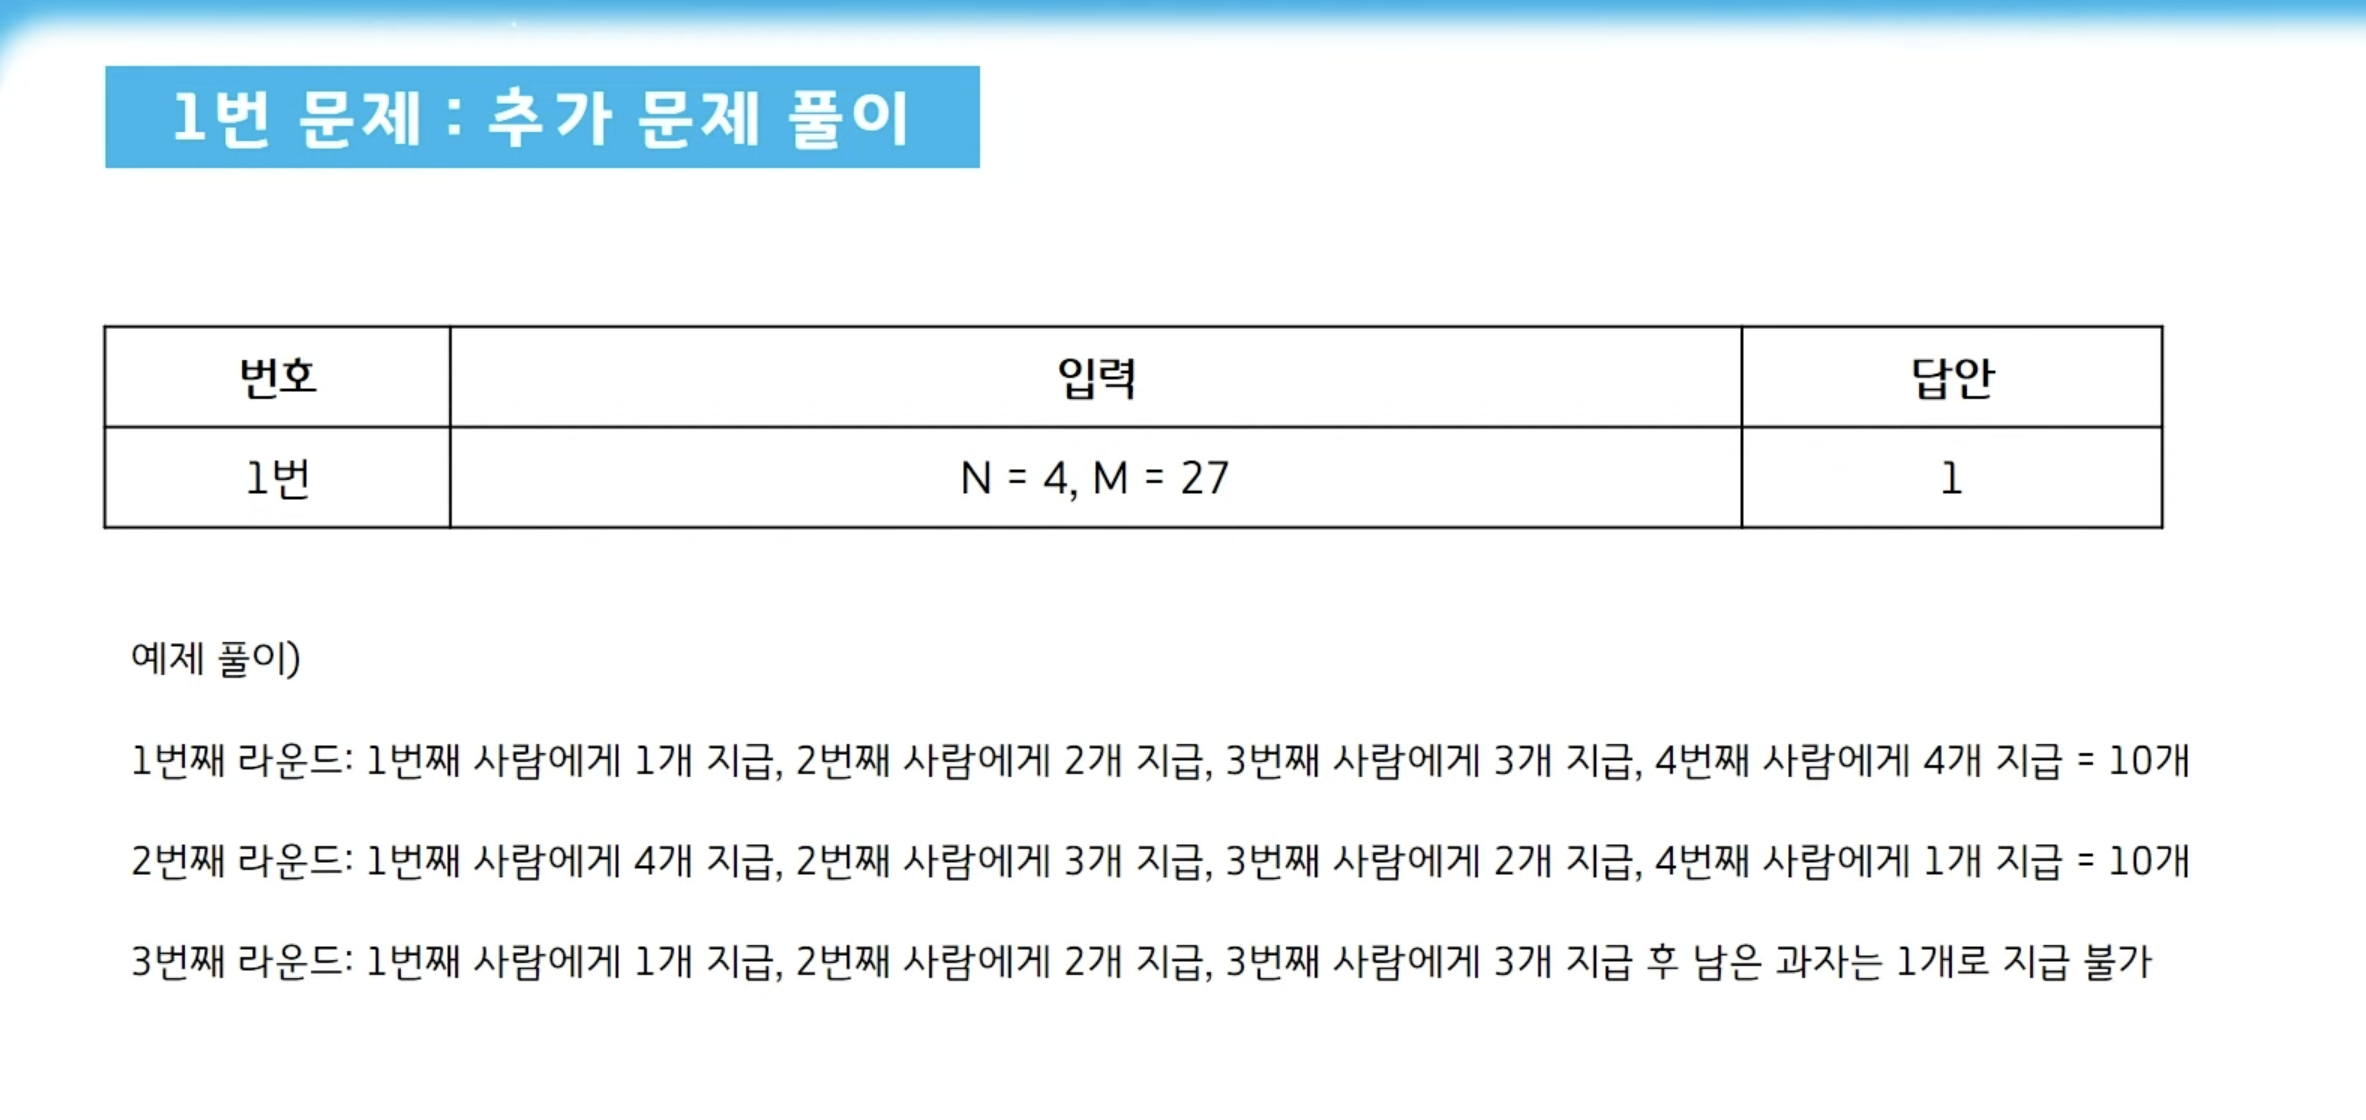 1번 문제 : 추가 문제 풀이
번호 입력 답안
1번 N = 4, M = 27 1
예제 풀이)
1번째 라운드: 1번째 사람에게 1개 지급, 2번째 사람에게 2개 지급, 3번째 사람에게 3개 지급, 4번째 사람에게 4개 지급 = 10개
2번째 라운드: 1번째 사람에게 4개 지급, 2번째 사람에게 3개 지급, 3번째 사람에게 2개 지급, 4번째 사람에게 1개 지급 = 10개
3번째 라운드: 1번째 사람에게 1개 지급, 2번째 사람에게 2개 지급, 3번째 사람에게 3개 지급 후 남은 과자는 1개로 지급 불가